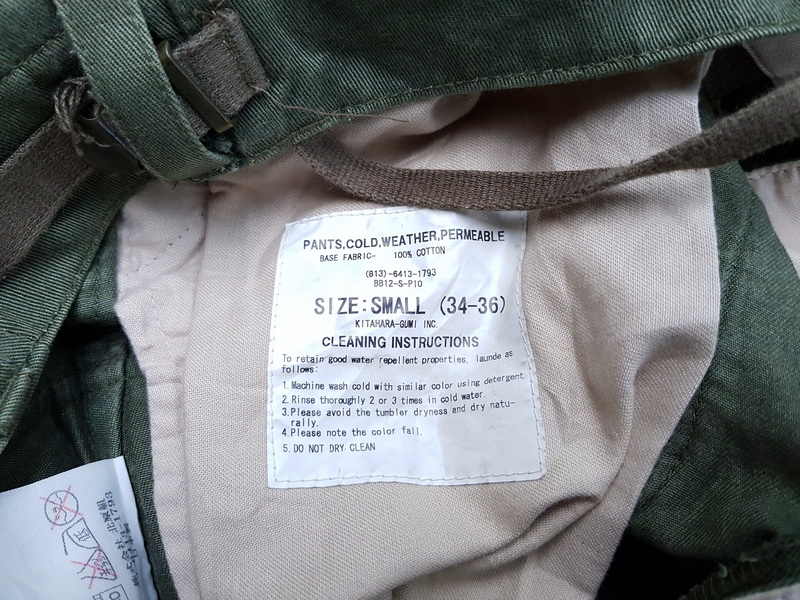 PANTS,COLD,WEATHER,PERMEABLE
BASE FABRIC- 100% COTTON
(813)-6413-1793
BB12-S-P10
SIZE:SMALL (34-36)
KITAHARA-GUMI INC.
CLEANING INSTRUCTIONS
To retain good water repellent properties, launde as
follows:
1.Machine wash cold with similar color using detergent.
2.Rinse thoroughly 2 or 3 times in cold water.
3.Please avoid the tumbler dryness and dry natu-
rally.
4.Please note the color fall.
5.DO NOT DRY CLEAN
低
1793